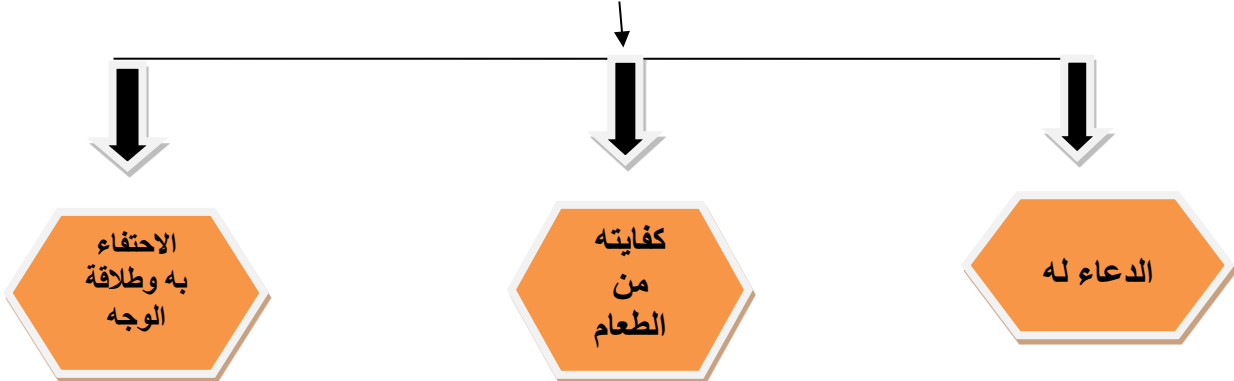 الدعاء له
كفايته
من
الطعام
الاحتفاء
به وطلاقة
الوجه